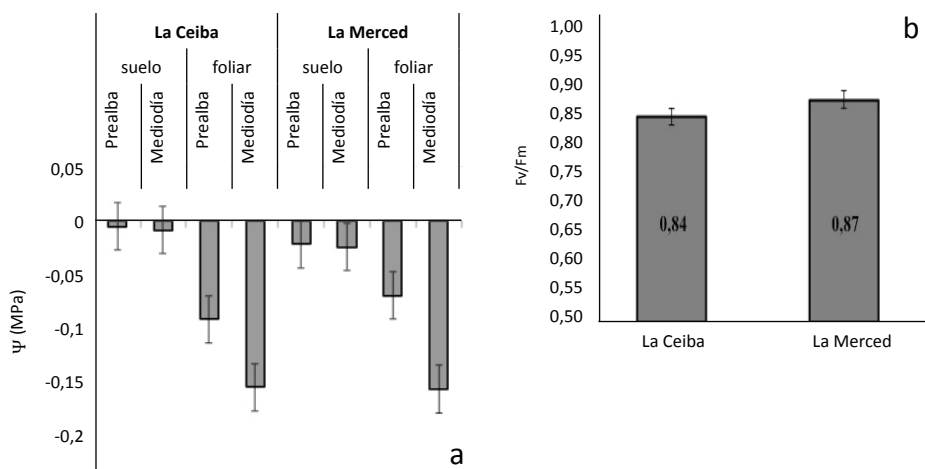 La Ceiba La Merced
suelo foliar suelo foliar
Prealba Mediodía Prealba Mediodía Prealba Mediodía Prealba Mediodía
0,05
0
-0,05
-0,1
-0,15
-0,2
Ψ (MPa)
a
b
1,00
0,95
0,90
0,85
0,80
0,75
0,70
0,65
0,60
0,55
0,50
Fv/Fm
0,84 0,87
La Ceiba La Merced